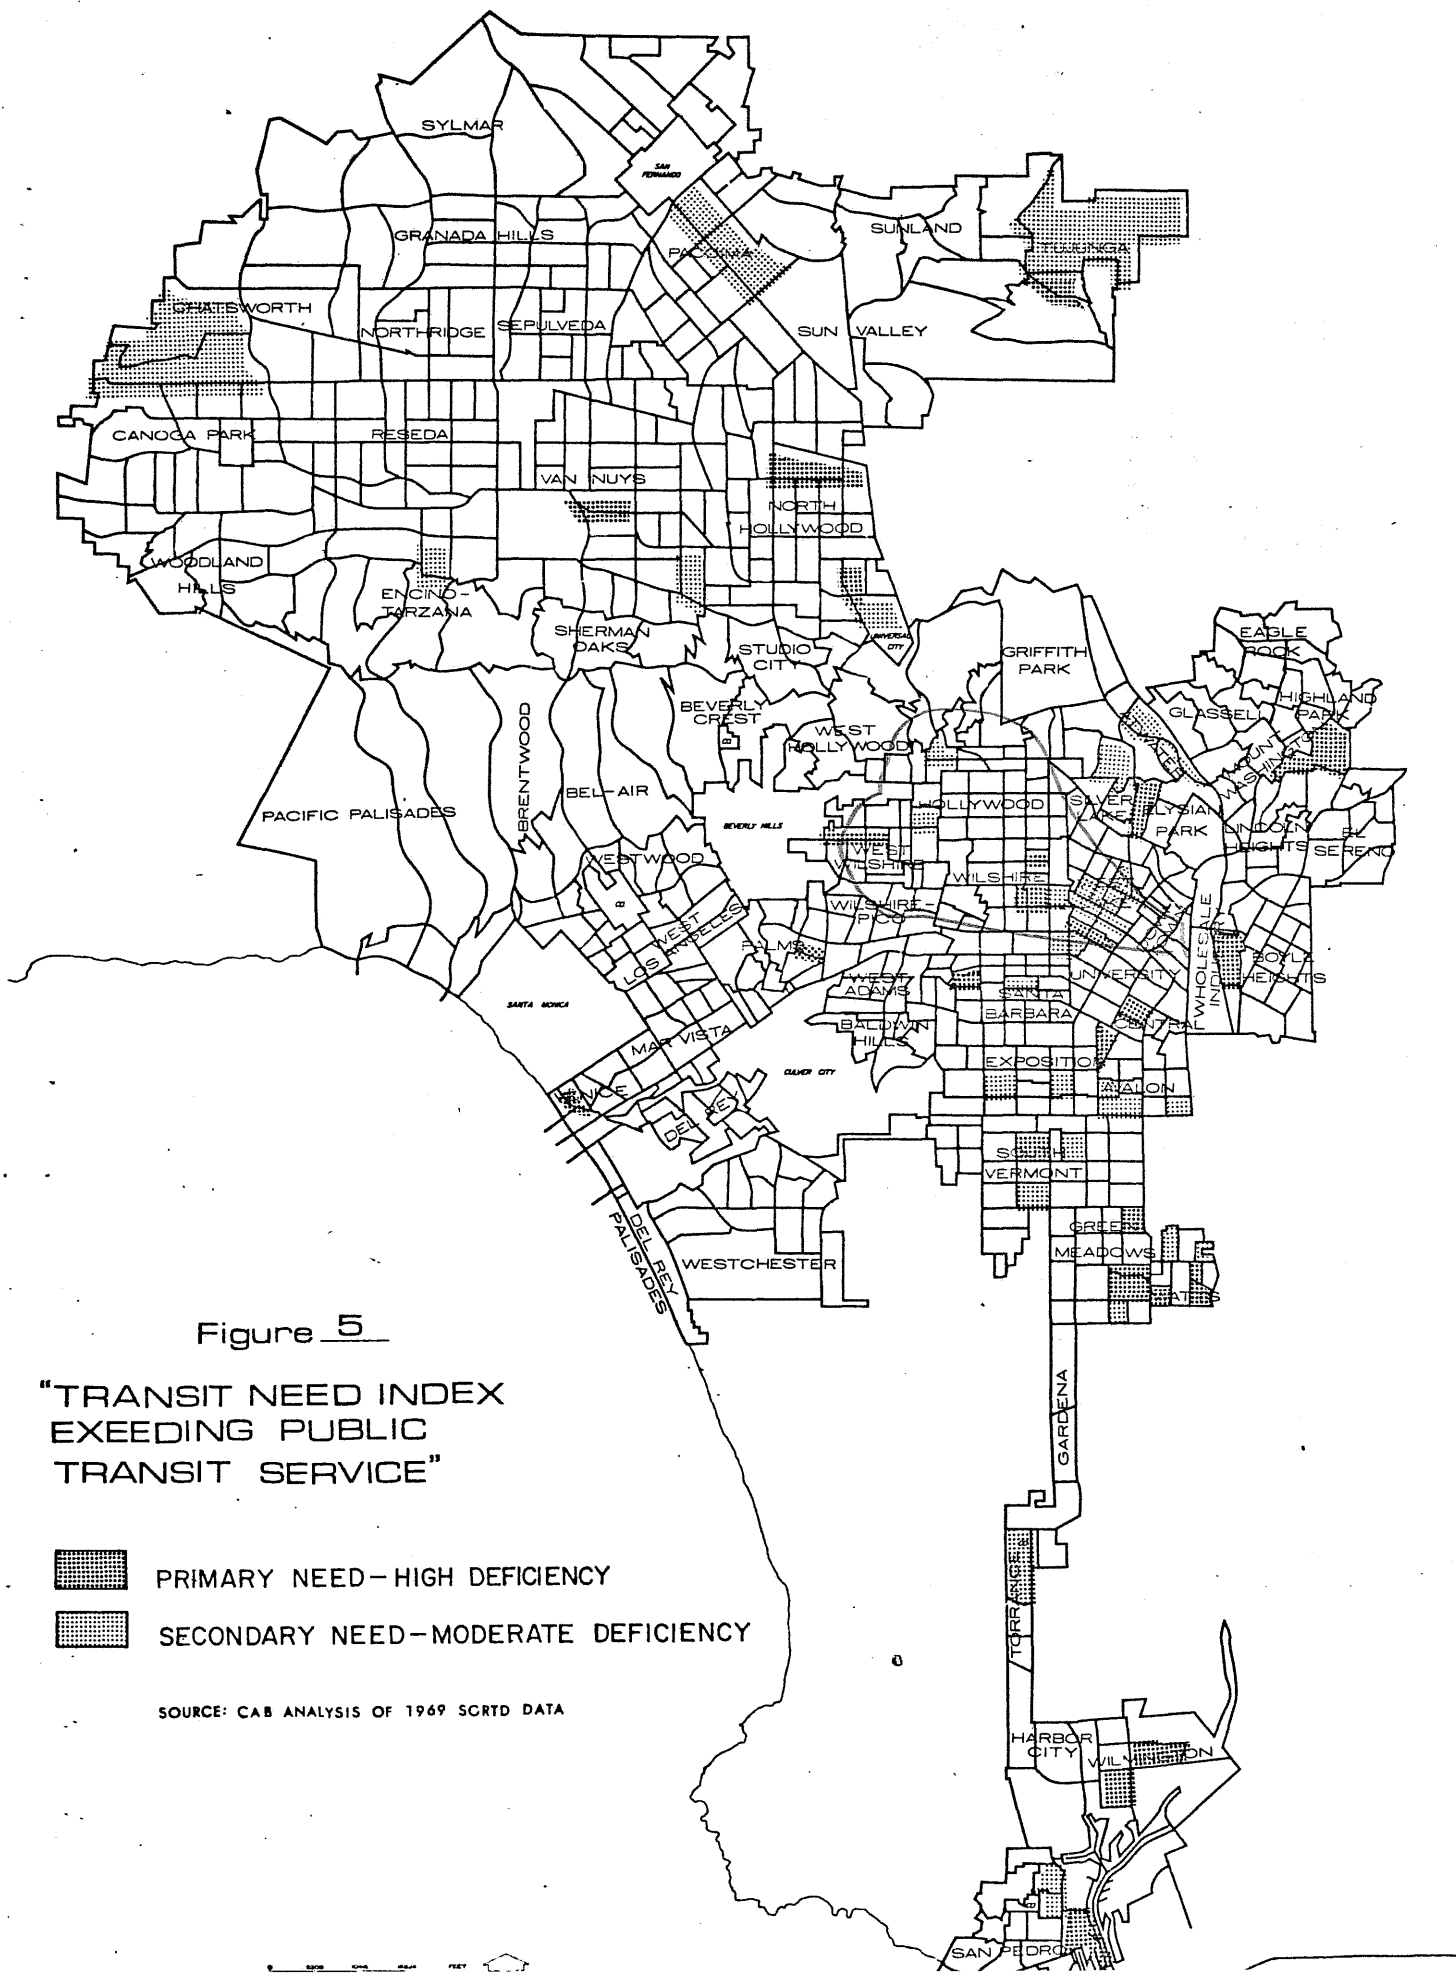 SYLMAR
SAN
FERNANDO
GRANADA HILLS
PACOIMA
SUNLAND
TUJUNGA
CHATSWORTH
NORTHRIDGE
SEPULVEDA
SUN VALLEY
CANOGA PARK
RESEDA
VAN NUYS
NORTH
HOLLYWOOD
WOODLAND
HILLS
ENCINO-
TARZANA
SHERMAN
OAKS
STUDIO
CITY
UNIVERSAL
CITY
GRIFFITH
PARK
EAGLE
ROCK
HIGHLAND
PARK
GLASSELL
MOUNT
WASHINGTON
BEVERLY
CREST
WEST
HOLLYWOOD
BRENTWOOD
BEL-AIR
PACIFIC PALISADES
BEVERLY HILLS
HOLLYWOOD
SILVER
LAKE
ELYSIAN
PARK
LINCOLN
HEIGHTS
EL
SERENO
WESTWOOD
WEST
WILSHIRE
WILSHIRE
WILSHIRE-
PICO
WEST
LOS ANGELES
PALMS
WHOLESALE
BOYLE
HEIGHTS
UNIVERSITY
WEST
ADAMS
SANTA
BARBARA
BALDWIN
HILLS
CENTRAL
SANTA MONICA
MAR VISTA
CULVER CITY
EXPOSITION
AVALON
VENICE
DEL REY
SOUTH
VERMONT
DEL REY
PALISADES
WESTCHESTER
GREEN
MEADOWS
WATTS
GARDENA
TORRANCE
HARBOR
CITY
WILMINGTON
SAN PEDRO
Figure 5
"TRANSIT NEED INDEX
EXEEDING PUBLIC
TRANSIT SERVICE"
PRIMARY NEED-HIGH DEFICIENCY
SECONDARY NEED-MODERATE DEFICIENCY
SOURCE: CAB ANALYSIS OF 1969 SCRTD DATA
FEET